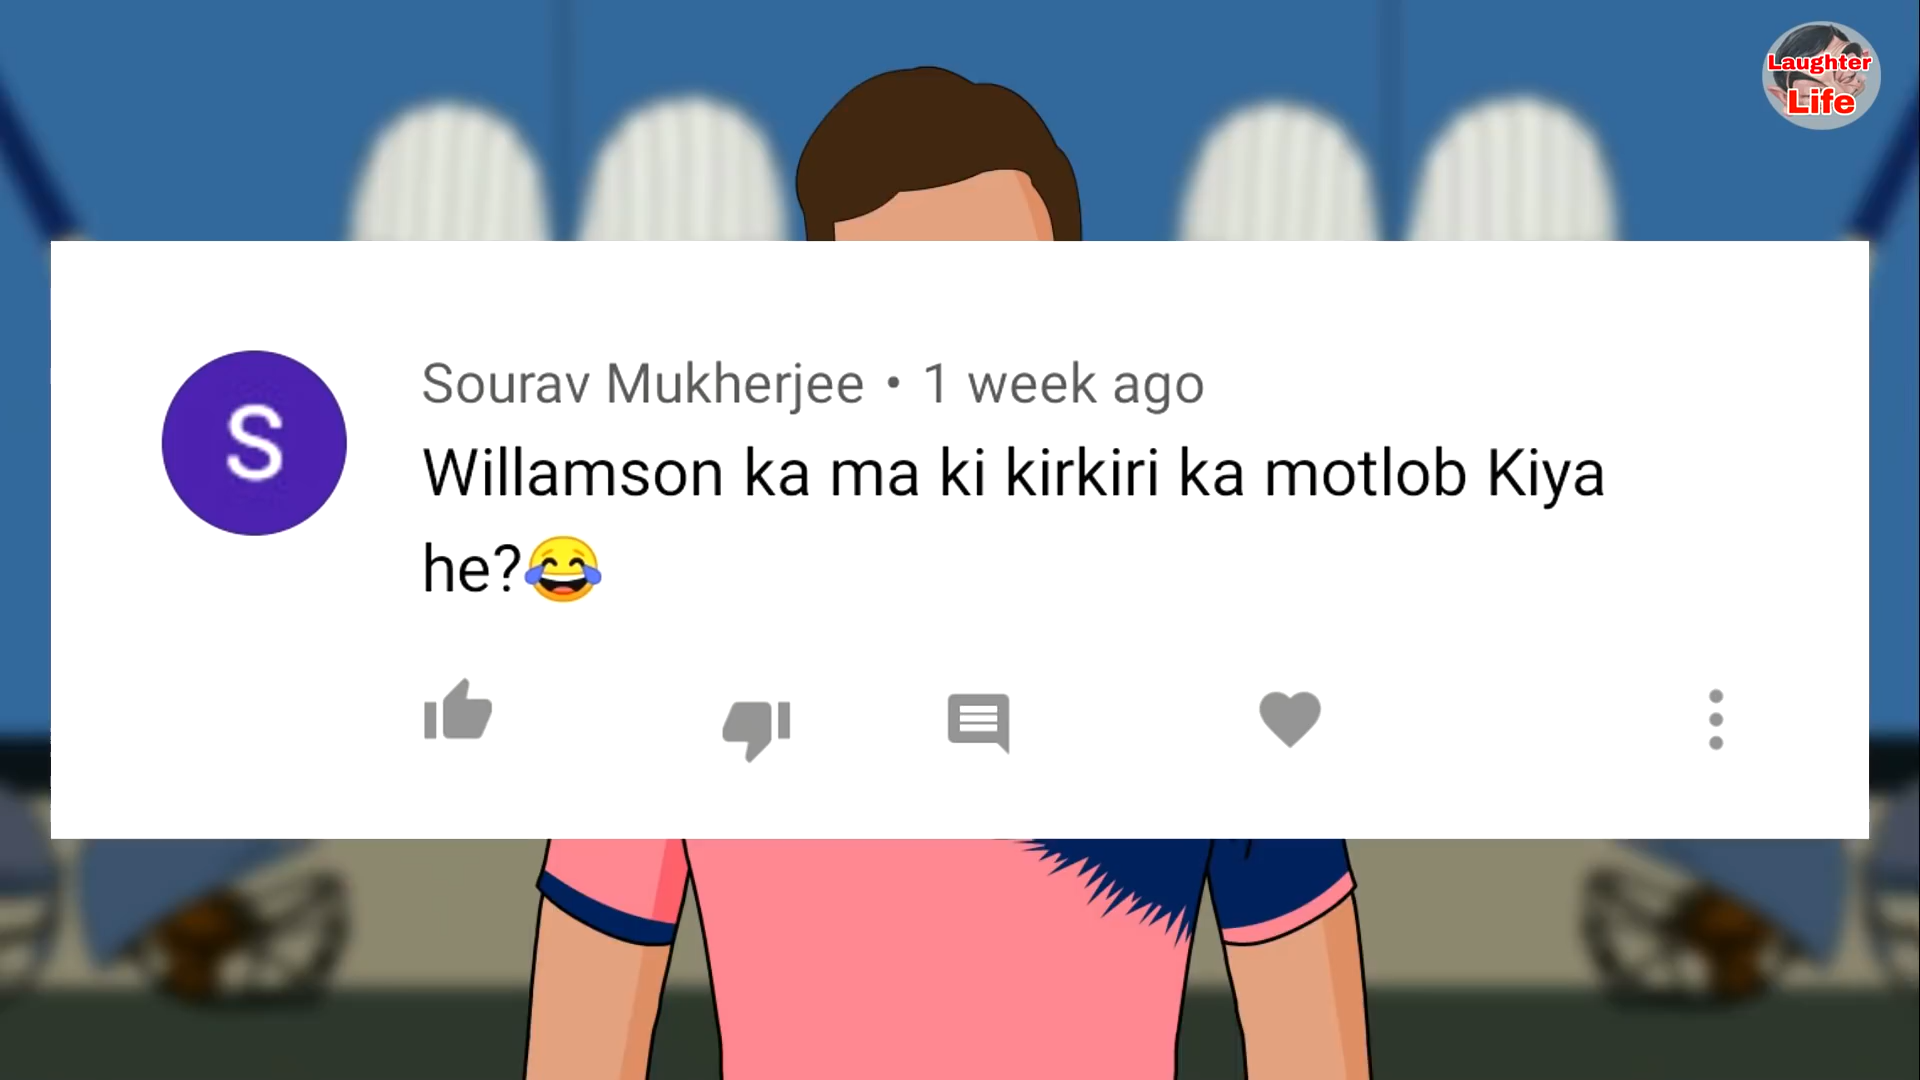 Laughter
Life
S
Sourav Mukherjee • 1 week ago
Willamson ka ma ki kirkiri ka motlob Kiya
he?😂